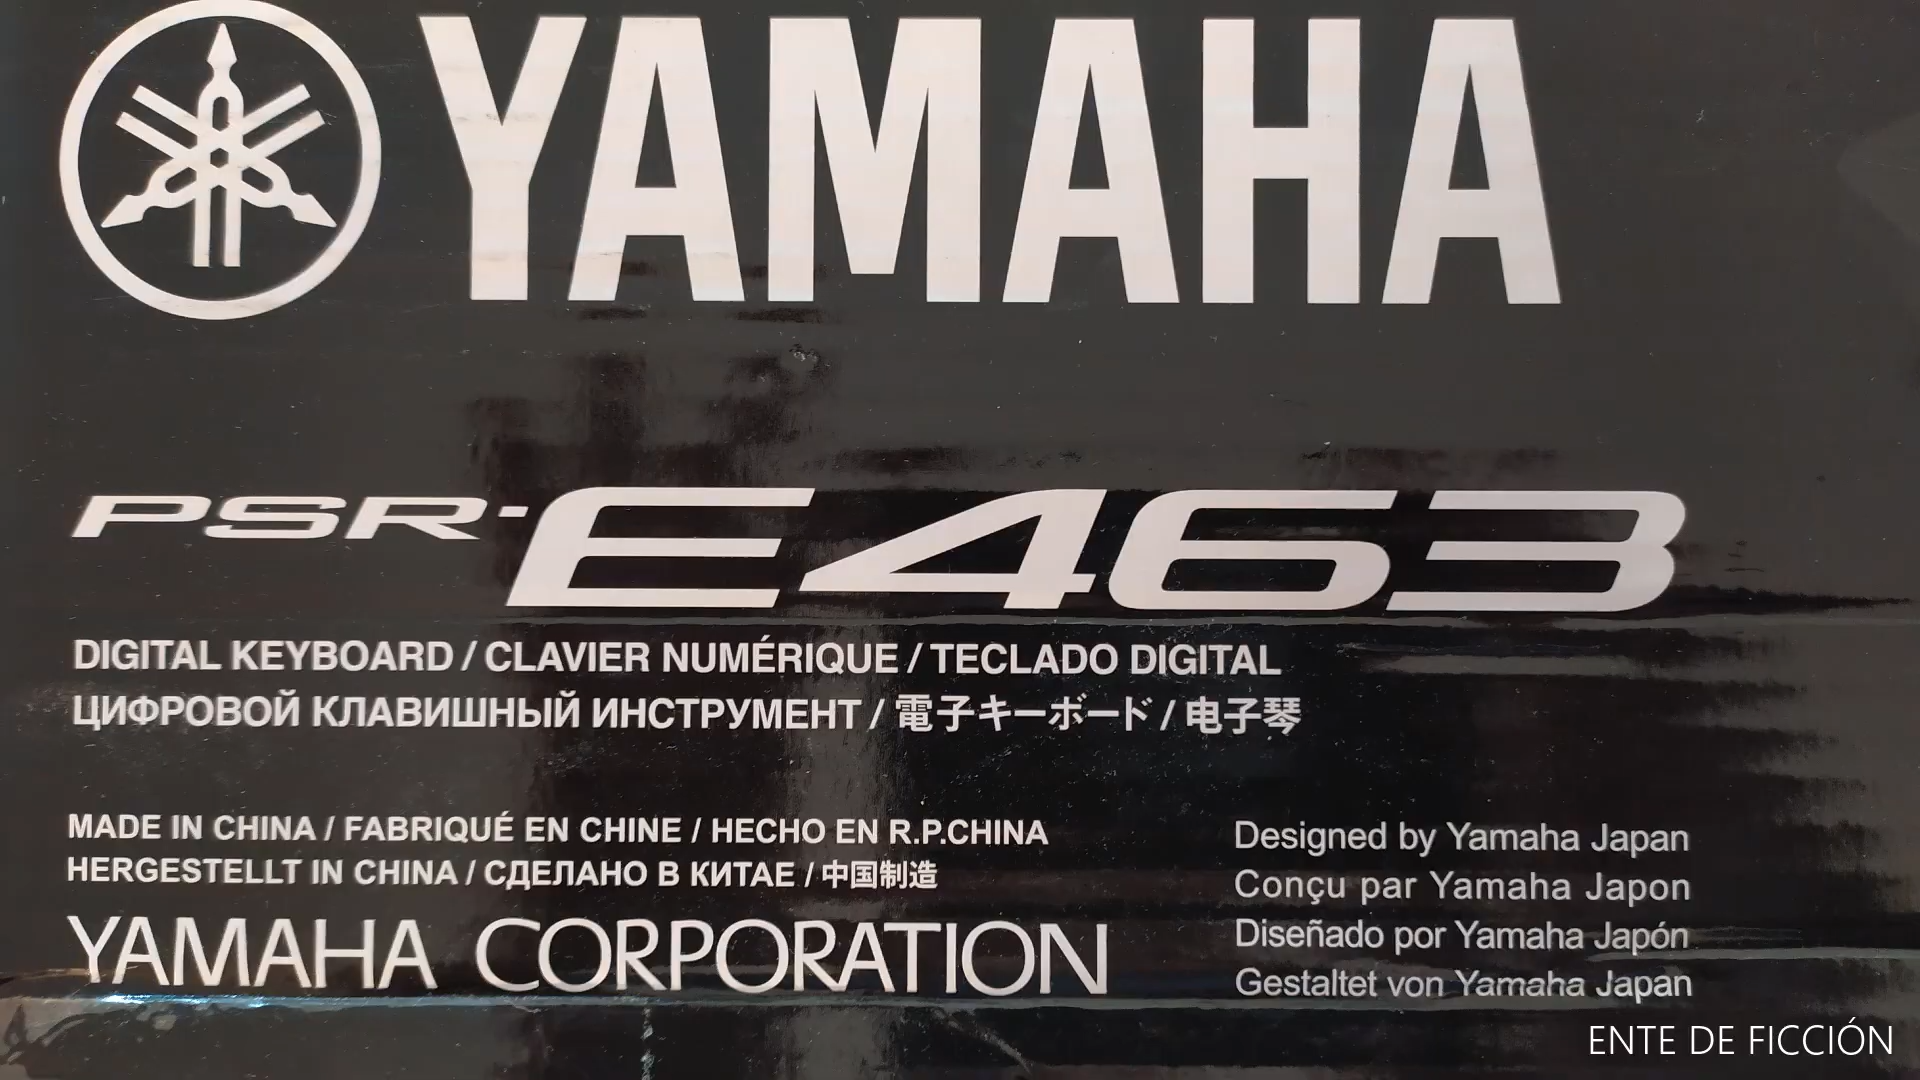 YAMAHA
PSR-E463
DIGITAL KEYBOARD / CLAVIER NUMÉRIQUE / TECLADO DIGITAL
ЦИФРОВОЙ КЛАВИШНЫЙ ИНСТРУМЕНТ / 電子キーボード / 电子琴
MADE IN CHINA / FABRIQUÉ EN CHINE / HECHO EN R.P.CHINA
HERGESTELLT IN CHINA / СДЕЛАНО В КИТАЕ / 中国制造
YAMAHA CORPORATION
Designed by Yamaha Japan
Conçu par Yamaha Japon
Diseñado por Yamaha Japón
Gestaltet von Yamaha Japan
ENTE DE FICCIÓN